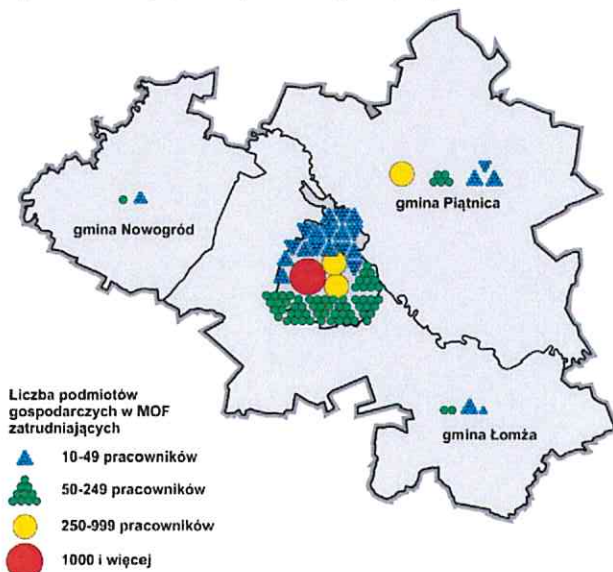 gmina Piątnica
gmina Nowogród
gmina Łomża
Liczba podmiotów
gospodarczych w MOF
zatrudniających
10-49 pracowników
50-249 pracowników
250-999 pracowników
1000 i więcej